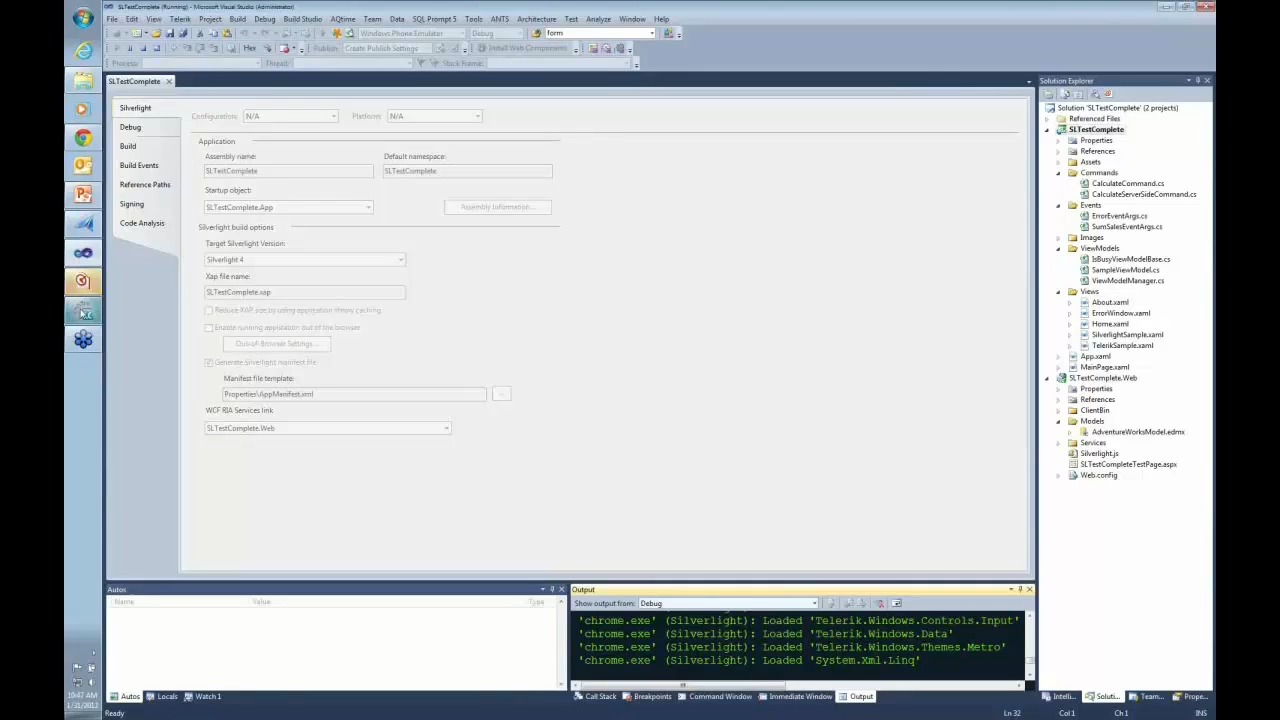 SLTestComplete (Running) - Microsoft Visual Studio (Administrator)
File Edit View Telerik Project Build Debug Build Studio AQtime Team Data SQL Prompt 5 Tools ANTS Architecture Test Analyze Window Help
Windows Phone Emulator Debug form
Hex Publish: Create Publish Settings Install Web Components
Process: Thread: Stack Frame:
SLTestComplete
Silverlight
Debug
Build
Build Events
Reference Paths
Signing
Code Analysis
Configuration: N/A Platform: N/A
Application
Assembly name: Default namespace:
SLTestComplete SLTestComplete
Startup object:
SLTestComplete.App Assembly Information...
Silverlight build options
Target Silverlight Version:
Silverlight 4
Xap file name:
SLTestComplete.xap
Reduce XAP size by using application library caching
Enable running application out of the browser
Out-of-Browser Settings...
Generate Silverlight manifest file
Manifest file template:
Properties\AppManifest.xml ...
WCF RIA Services link:
SLTestComplete.Web
Solution Explorer
Solution 'SLTestComplete' (2 projects)
Referenced Files
SLTestComplete
Properties
References
Assets
Commands
CalculateCommand.cs
CalculateServerSideCommand.cs
Events
ErrorEventArgs.cs
SumSalesEventArgs.cs
Images
ViewModels
IsBusyViewModelBase.cs
SampleViewModel.cs
ViewModelManager.cs
Views
About.xaml
ErrorWindow.xaml
Home.xaml
SilverlightSample.xaml
TelerikSample.xaml
App.xaml
MainPage.xaml
SLTestComplete.Web
Properties
References
ClientBin
Models
AdventureWorksModel.edmx
Services
Silverlight.js
SLTestCompleteTestPage.aspx
Web.config
Autos
Name Value Type
Output
Show output from: Debug
'chrome.exe' (Silverlight): Loaded 'Telerik.Windows.Controls.Input'
'chrome.exe' (Silverlight): Loaded 'Telerik.Windows.Data'
'chrome.exe' (Silverlight): Loaded 'Telerik.Windows.Themes.Metro'
'chrome.exe' (Silverlight): Loaded 'System.Xml.Linq'
Autos Locals Watch 1
Call Stack Breakpoints Command Window Immediate Window Output
Intelli... Soluti... Team... Prope...
Ready Ln 32 Col 1 Ch 1 INS
10:47 AM
1/31/2012